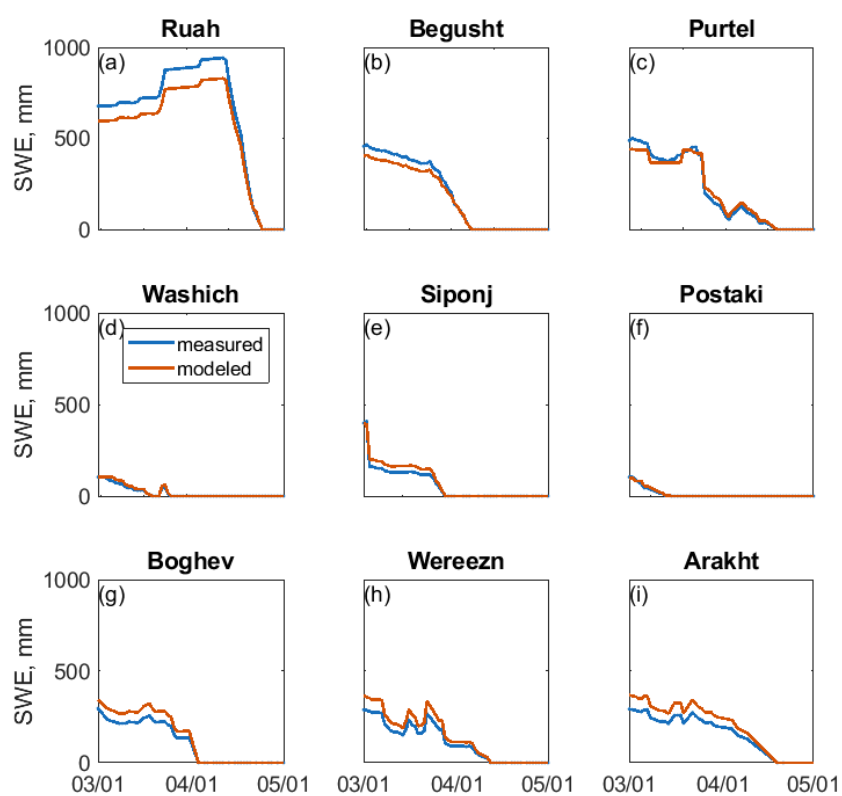 Ruah Begusht Purtel
1000 (a) (b) (c)
SWE, mm
500
0
Washich Siponj Postaki
1000 (d) (e) (f)
measured
modeled
SWE, mm
500
0
Boghev Wereezn Arakht
1000 (g) (h) (i)
SWE, mm
500
0
03/01 04/01 05/01 03/01 04/01 05/01 03/01 04/01 05/01